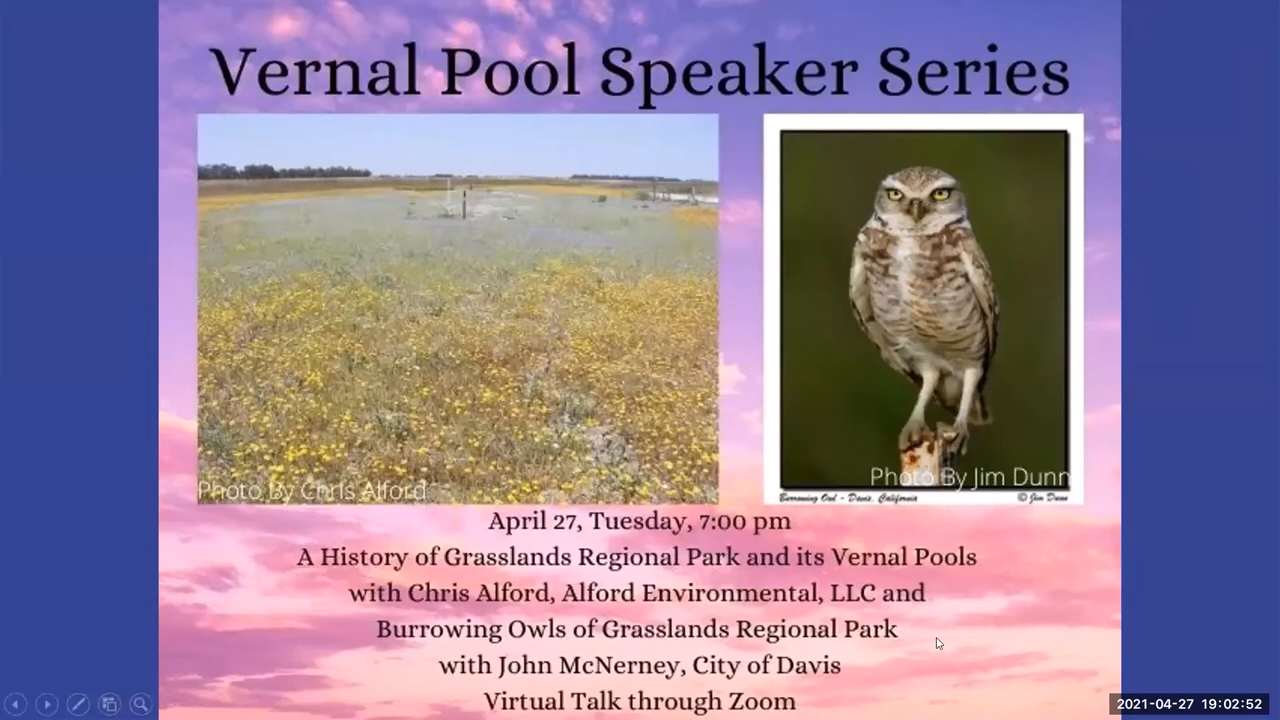 Vernal Pool Speaker Series
Photo By Chris Alford
Photo By Jim Dunn
Burrowing Owl - Davis, California
© Jim Dunn
April 27, Tuesday, 7:00 pm
A History of Grasslands Regional Park and its Vernal Pools
with Chris Alford, Alford Environmental, LLC and
Burrowing Owls of Grasslands Regional Park
with John McNerney, City of Davis
Virtual Talk through Zoom
2021-04-27 19:02:52